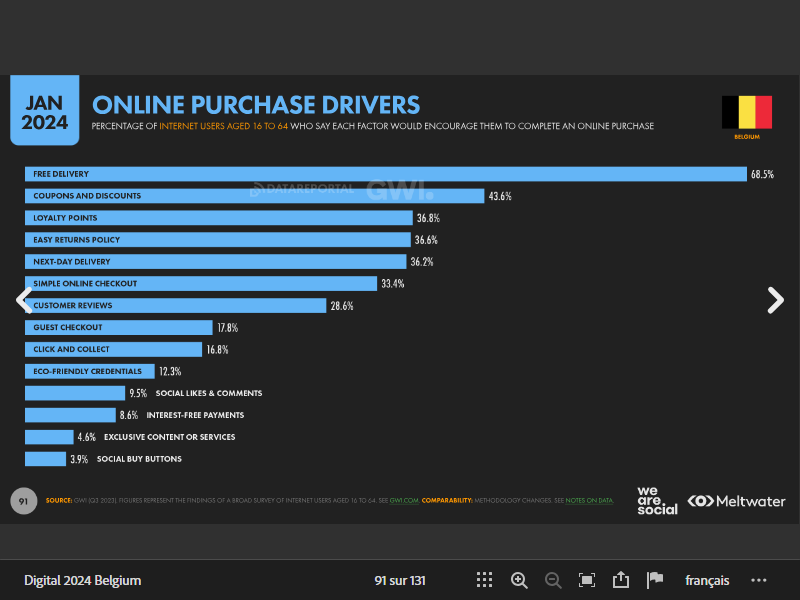 JAN
2024
ONLINE PURCHASE DRIVERS
PERCENTAGE OF INTERNET USERS AGED 16 TO 64 WHO SAY EACH FACTOR WOULD ENCOURAGE THEM TO COMPLETE AN ONLINE PURCHASE
BELGIUM
FREE DELIVERY 68.5%
DATAREPORTAL GWI.
COUPONS AND DISCOUNTS 43.6%
LOYALTY POINTS 36.8%
EASY RETURNS POLICY 36.6%
NEXT-DAY DELIVERY 36.2%
SIMPLE ONLINE CHECKOUT 33.4%
CUSTOMER REVIEWS 28.6%
GUEST CHECKOUT 17.8%
CLICK AND COLLECT 16.8%
ECO-FRIENDLY CREDENTIALS 12.3%
9.5% SOCIAL LIKES & COMMENTS
8.6% INTEREST-FREE PAYMENTS
4.6% EXCLUSIVE CONTENT OR SERVICES
3.9% SOCIAL BUY BUTTONS
91
SOURCE: GWI (Q3 2023). FIGURES REPRESENT THE FINDINGS OF A BROAD SURVEY OF INTERNET USERS AGED 16 TO 64. SEE GWI.COM. COMPARABILITY: METHODOLOGY CHANGES. SEE NOTES ON DATA.
we
are
social
Meltwater
Digital 2024 Belgium
91 sur 131
français